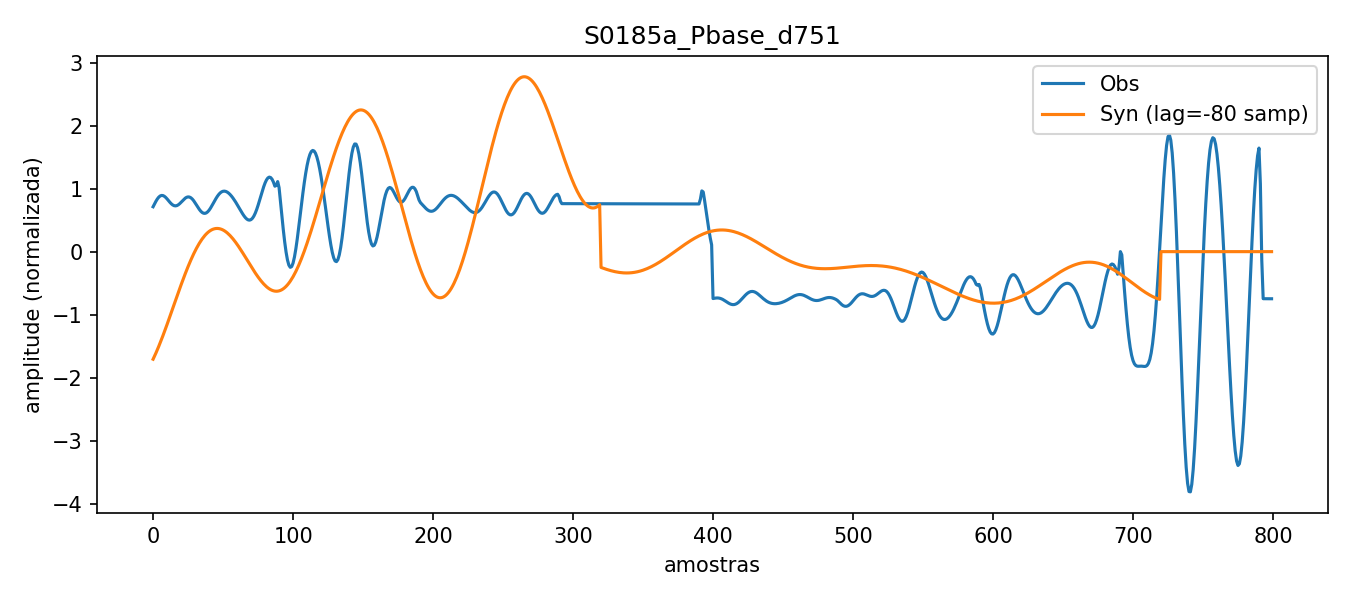 S0185a_Pbase_d751
Obs
Syn (lag=-80 samp)
amplitude (normalizada)
3
2
1
0
−1
−2
−3
−4
0 100 200 300 400 500 600 700 800
amostras